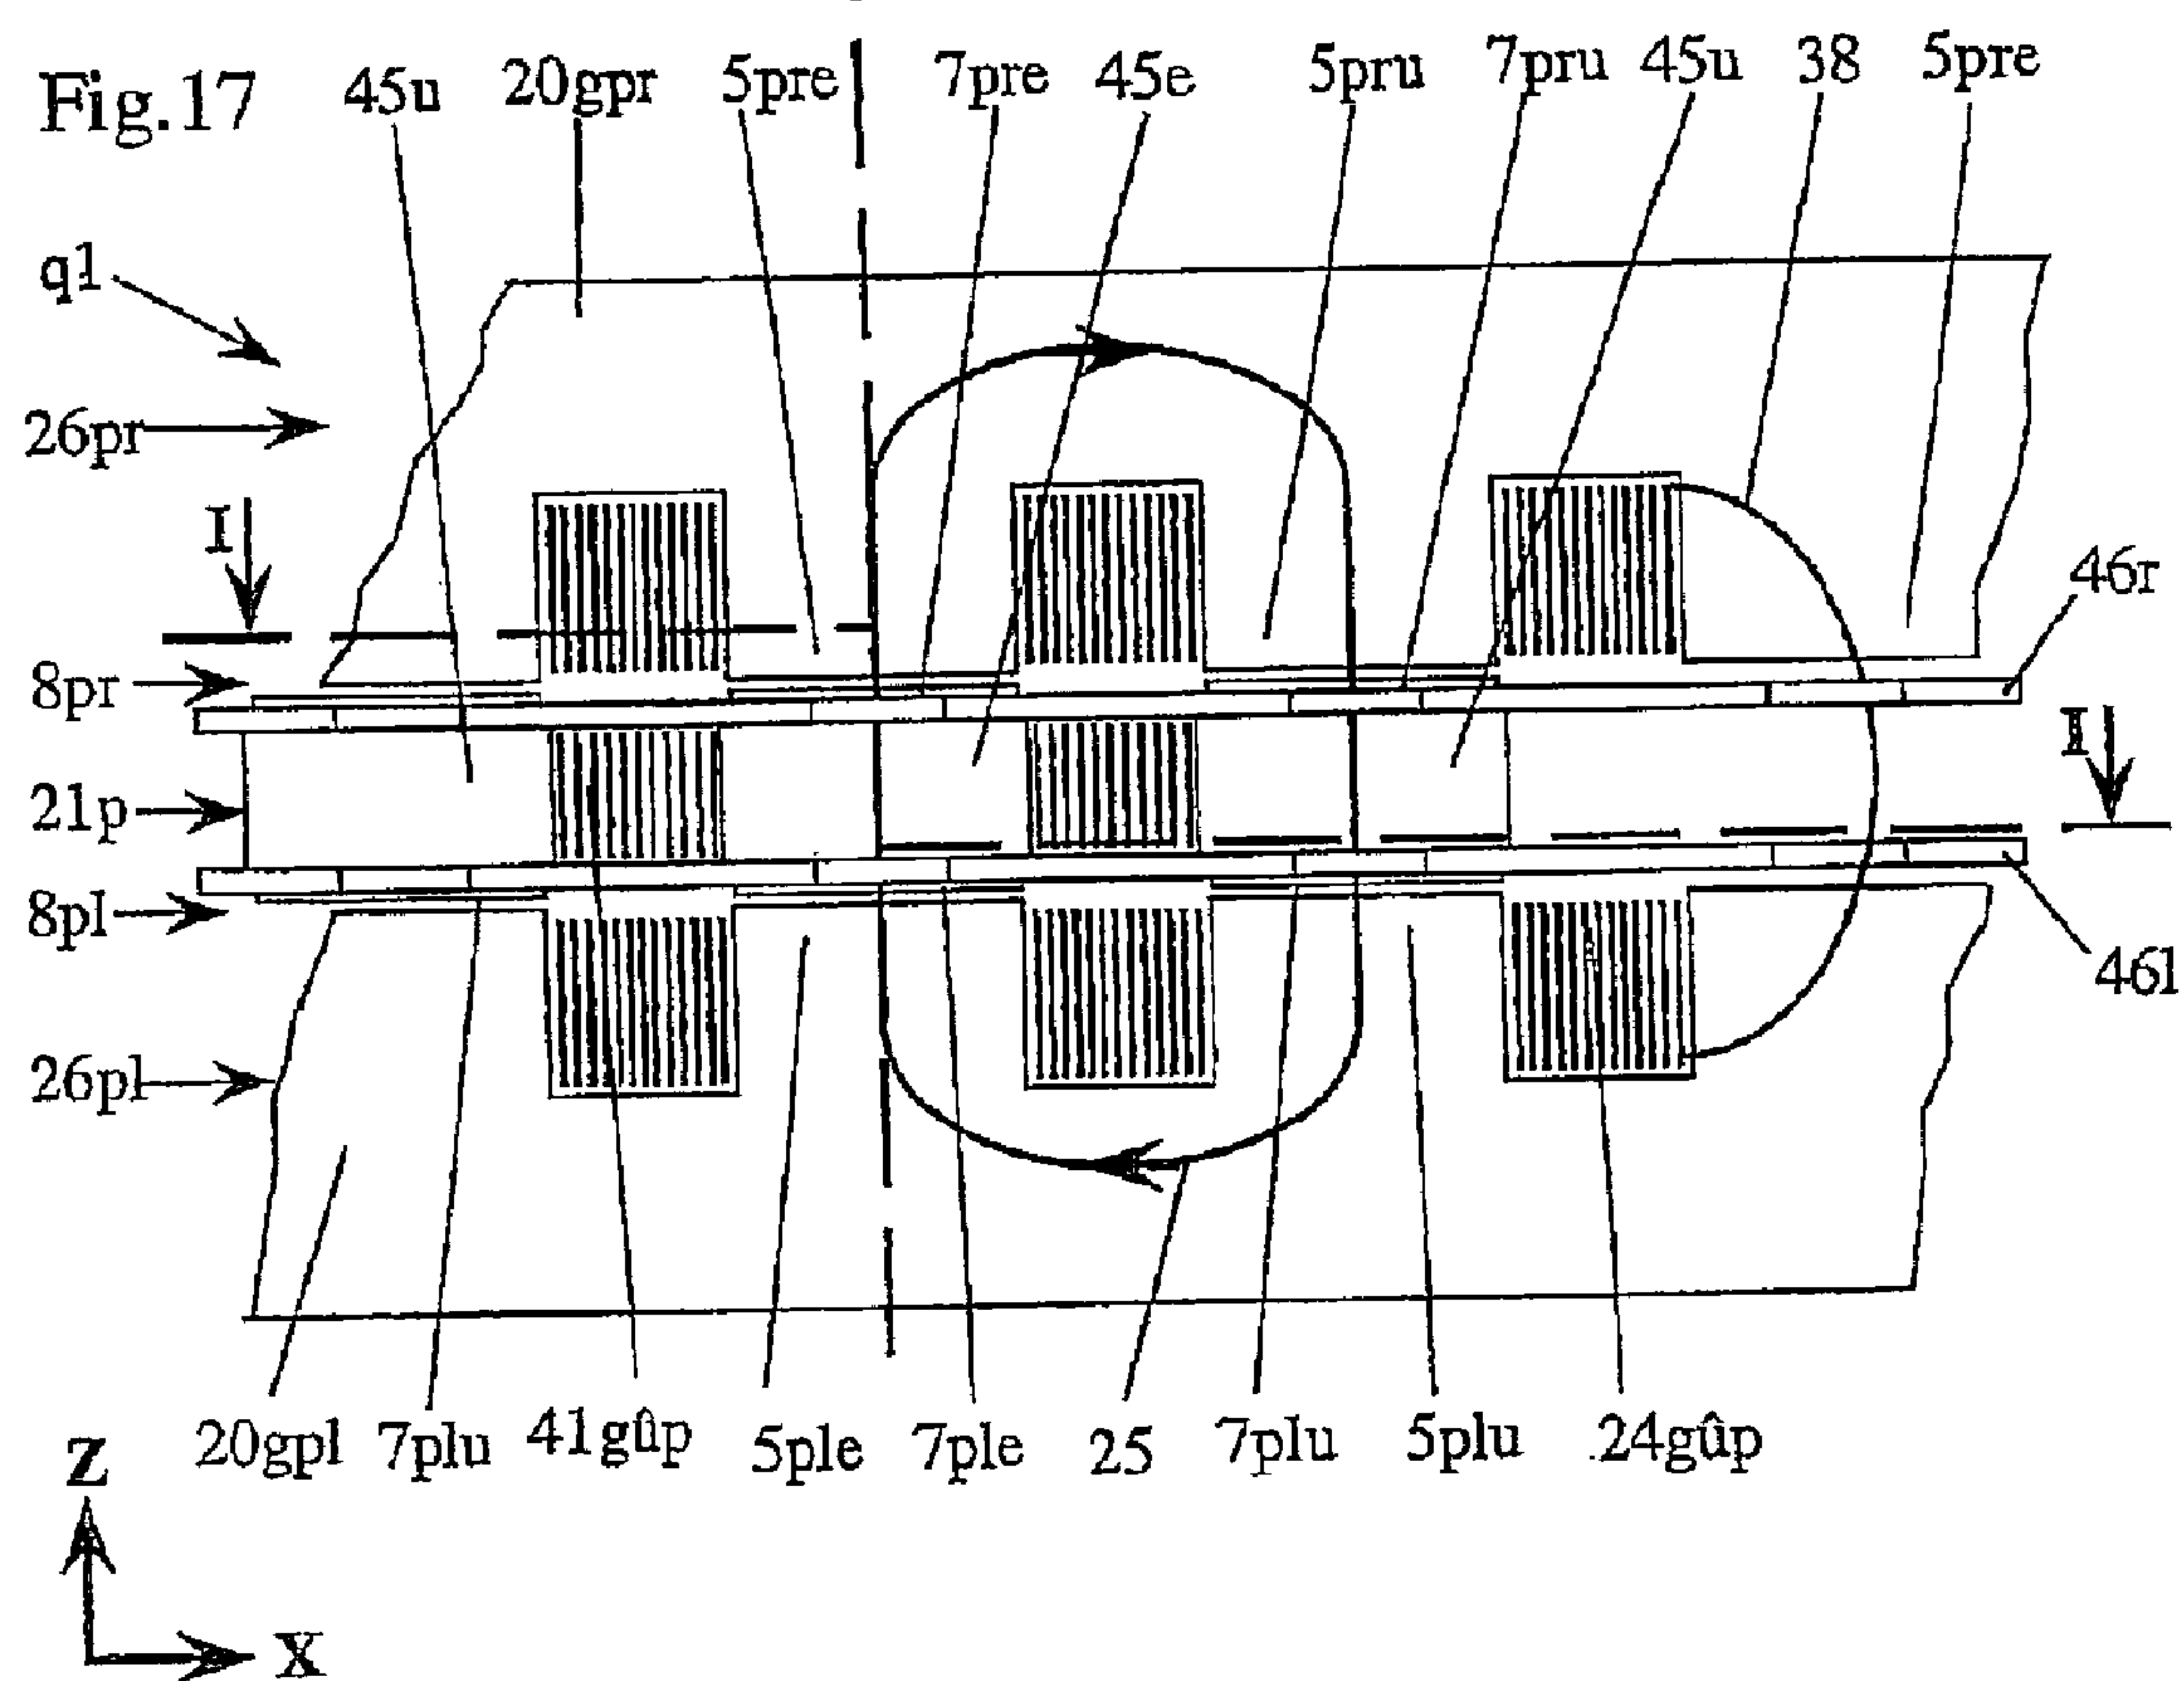 Fig.17
45u 20gpr 5pre 7pre 45e 5pru 7pru 45u 38 5pre
q1
26pr
I
46r
8pr
I
21p
8pl
46l
26pl
20gpl 7plu 41gûp 5ple 7ple 25 7plu 5plu 24gûp
Z
X